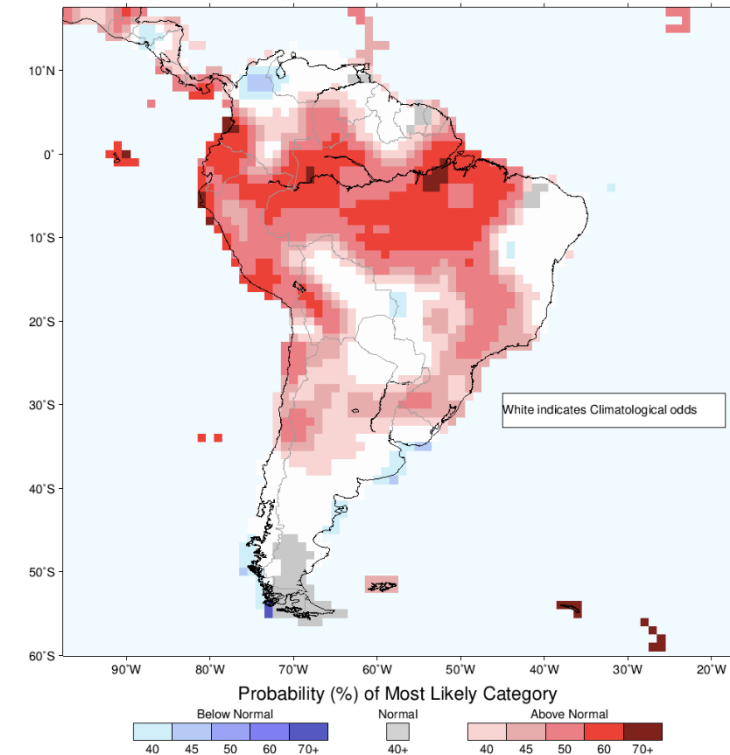 10°N
0°
10°S
20°S
30°S
White indicates Climatological odds
40°S
50°S
60°S
90°W 80°W 70°W 60°W 50°W 40°W 30°W 20°W
Probability (%) of Most Likely Category
Below Normal Normal Above Normal
40 45 50 60 70+ 40+ 40 45 50 60 70+